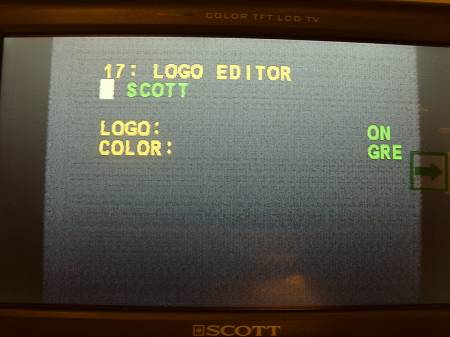 COLOR TFT LCD TV
17: LOGO EDITOR
SCOTT
LOGO: ON
COLOR: GRE
SCOTT